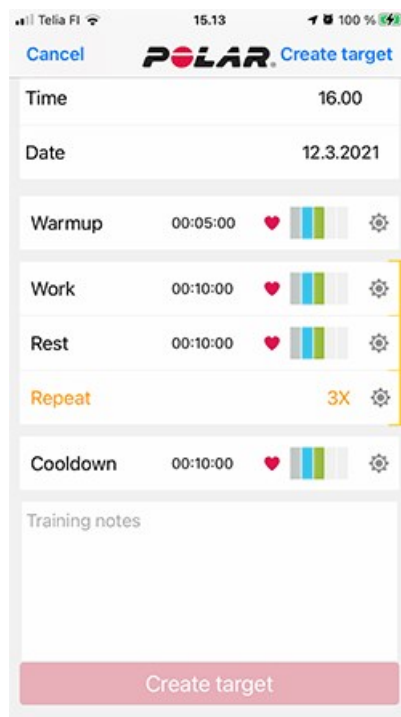 Telia FI 15.13 100 %
Cancel POLAR. Create target
Time 16.00
Date 12.3.2021
Warmup 00:05:00
Work 00:10:00
Rest 00:10:00
Repeat 3X
Cooldown 00:10:00
Training notes
Create target